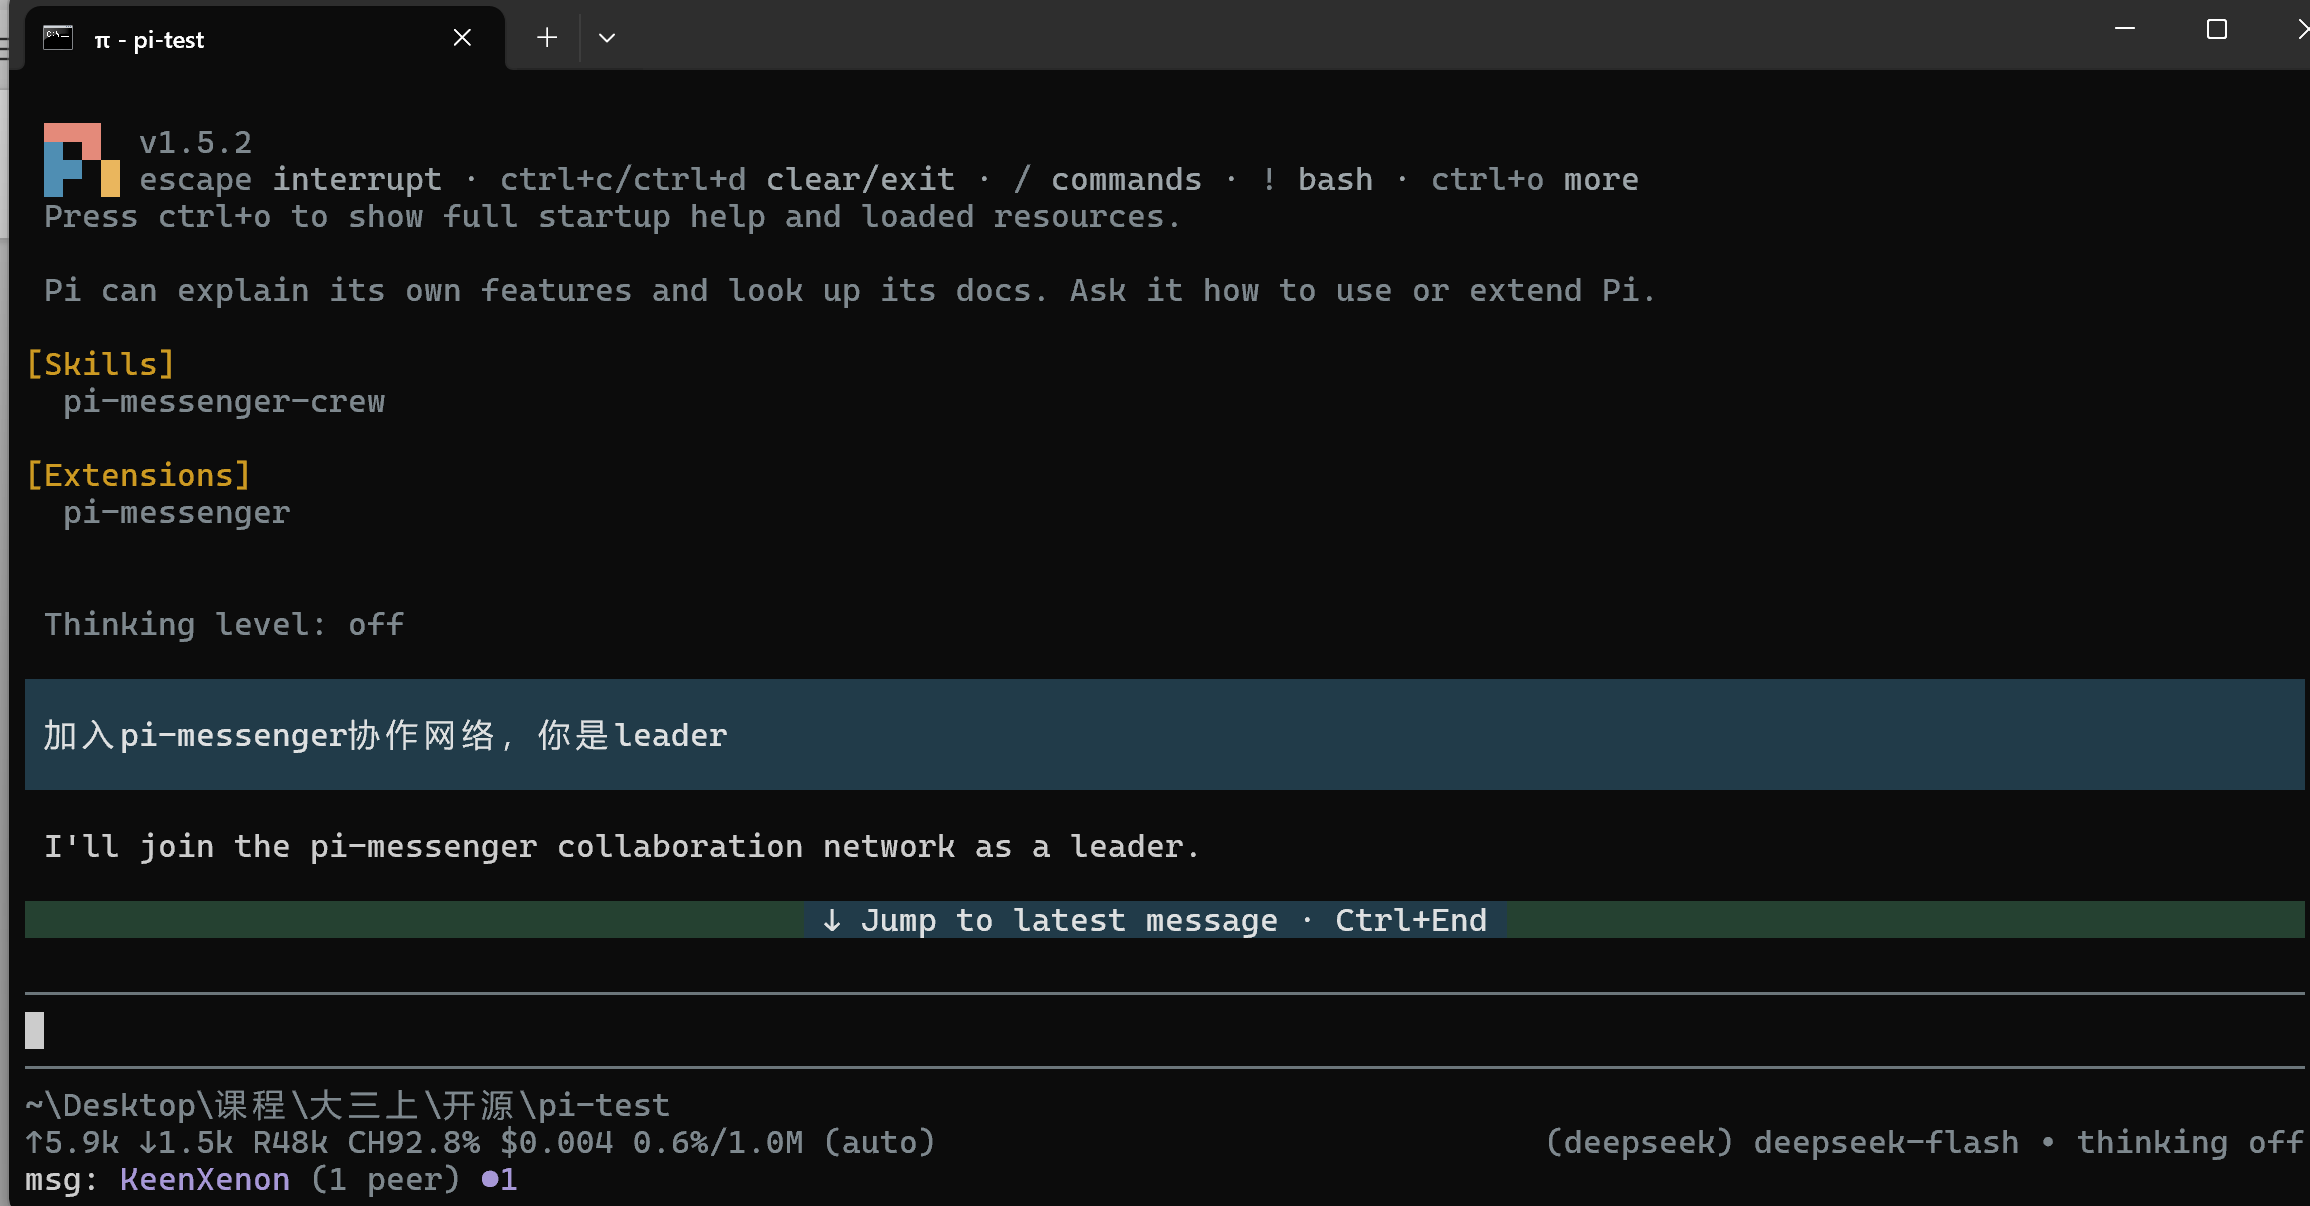 π - pi-test
v1.5.2
escape interrupt · ctrl+c/ctrl+d clear/exit · / commands · ! bash · ctrl+o more
Press ctrl+o to show full startup help and loaded resources.
Pi can explain its own features and look up its docs. Ask it how to use or extend Pi.
[Skills]
pi-messenger-crew
[Extensions]
pi-messenger
Thinking level: off
加入pi-messenger协作网络，你是leader
I'll join the pi-messenger collaboration network as a leader.
↓ Jump to latest message · Ctrl+End
~\Desktop\课程\大三上\开源\pi-test
↑5.9k ↓1.5k R48k CH92.8% $0.004 0.6%/1.0M (auto) (deepseek) deepseek-flash • thinking off
msg: KeenXenon (1 peer) ●1